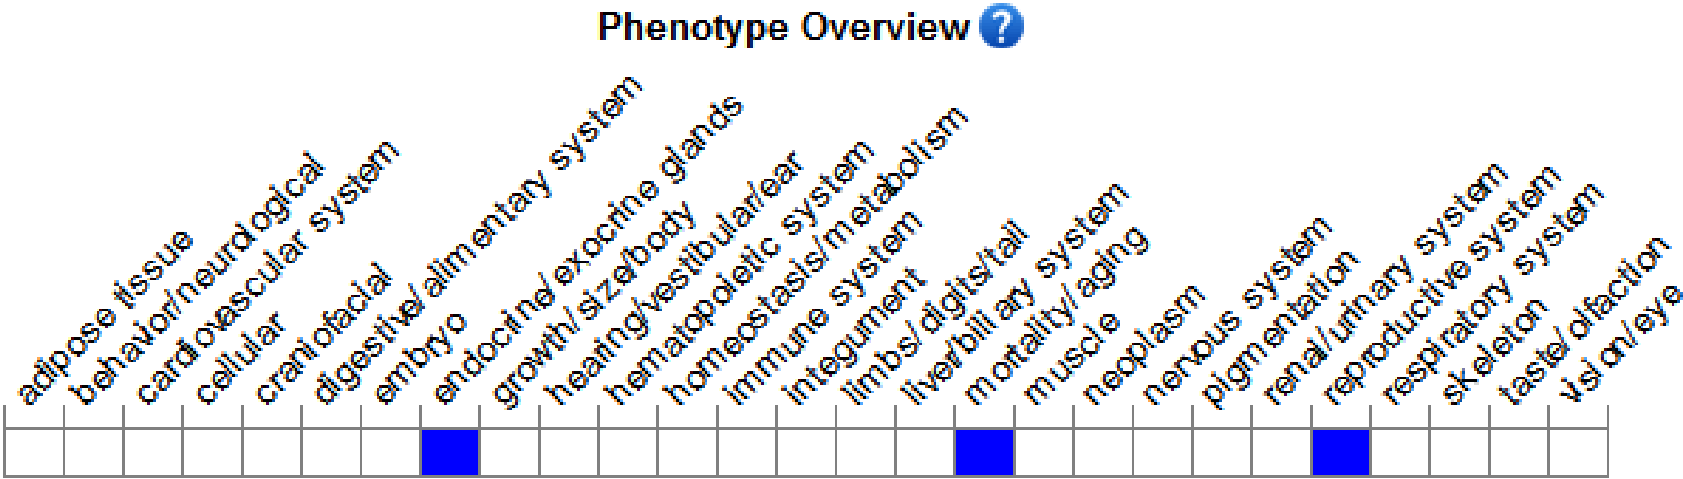 Phenotype Overview ?
adipose tissue
behavior/neurological
cardiovascular system
cellular
craniofacial
digestive/alimentary system
embryo
endocrine/exocrine glands
growth/size/body
hearing/vestibular/ear
hematopoietic system
homeostasis/metabolism
immune system
integument
limbs/digits/tail
liver/biliary system
mortality/aging
muscle
neoplasm
nervous system
pigmentation
renal/urinary system
reproductive system
respiratory system
skeleton
taste/olfaction
vision/eye